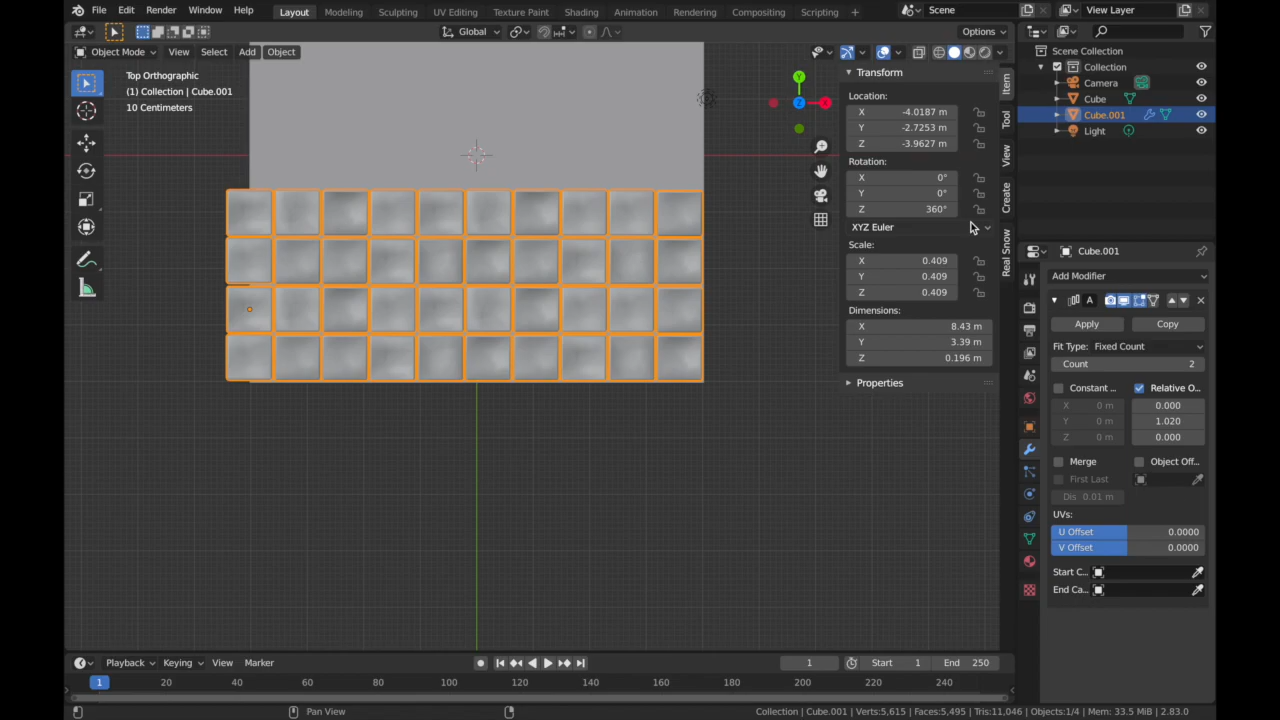 File Edit Render Window Help Layout Modeling Sculpting UV Editing Texture Paint Shading Animation Rendering Compositing Scripting + Scene View Layer
Global Options
Object Mode View Select Add Object
Top Orthographic
(1) Collection | Cube.001
10 Centimeters
Y
Z
X
Transform
Location:
X -4.0187 m
Y -2.7253 m
Z -3.9627 m
Rotation:
X 0°
Y 0°
Z 360°
XYZ Euler
Scale:
X 0.409
Y 0.409
Z 0.409
Dimensions:
X 8.43 m
Y 3.39 m
Z 0.196 m
Properties
Item
Tool
View
Create
Real Snow
Scene Collection
Collection
Camera
Cube
Cube.001
Light
Cube.001
Add Modifier
A
Apply Copy
Fit Type: Fixed Count
Count 2
Constant ... Relative O...
X 0 m 0.000
Y 0 m 1.020
Z 0 m 0.000
Merge Object Off...
First Last
Dis 0.01 m
UVs:
U Offset 0.0000
V Offset 0.0000
Start C...
End Ca...
Playback Keying View Marker 1 Start 1 End 250
1 20 40 60 80 100 120 140 160 180 200 220 240
Pan View
Collection | Cube.001 | Verts:5,615 | Faces:5,495 | Tris:11,046 | Objects:1/4 | Mem: 33.5 MiB | 2.83.0